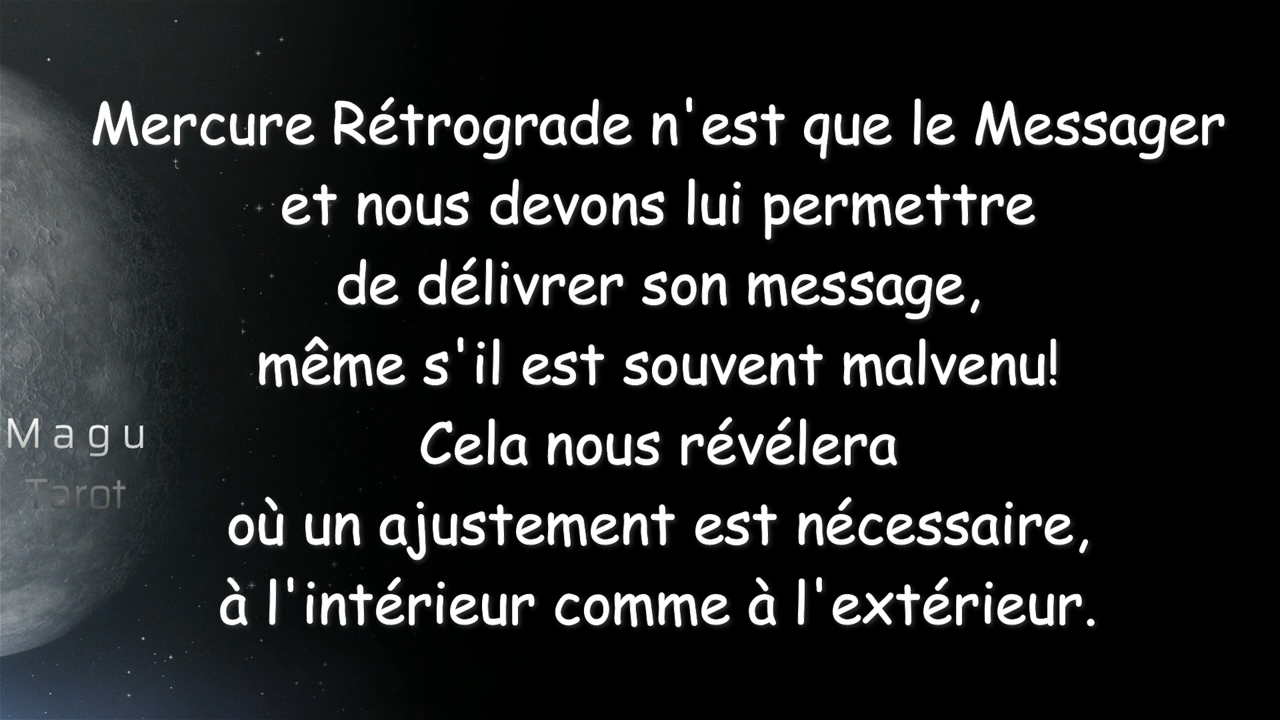 Mercure Rétrograde n'est que le Messager
et nous devons lui permettre
de délivrer son message,
même s'il est souvent malvenu!
Cela nous révélera
où un ajustement est nécessaire,
à l'intérieur comme à l'extérieur.
Magu
Tarot